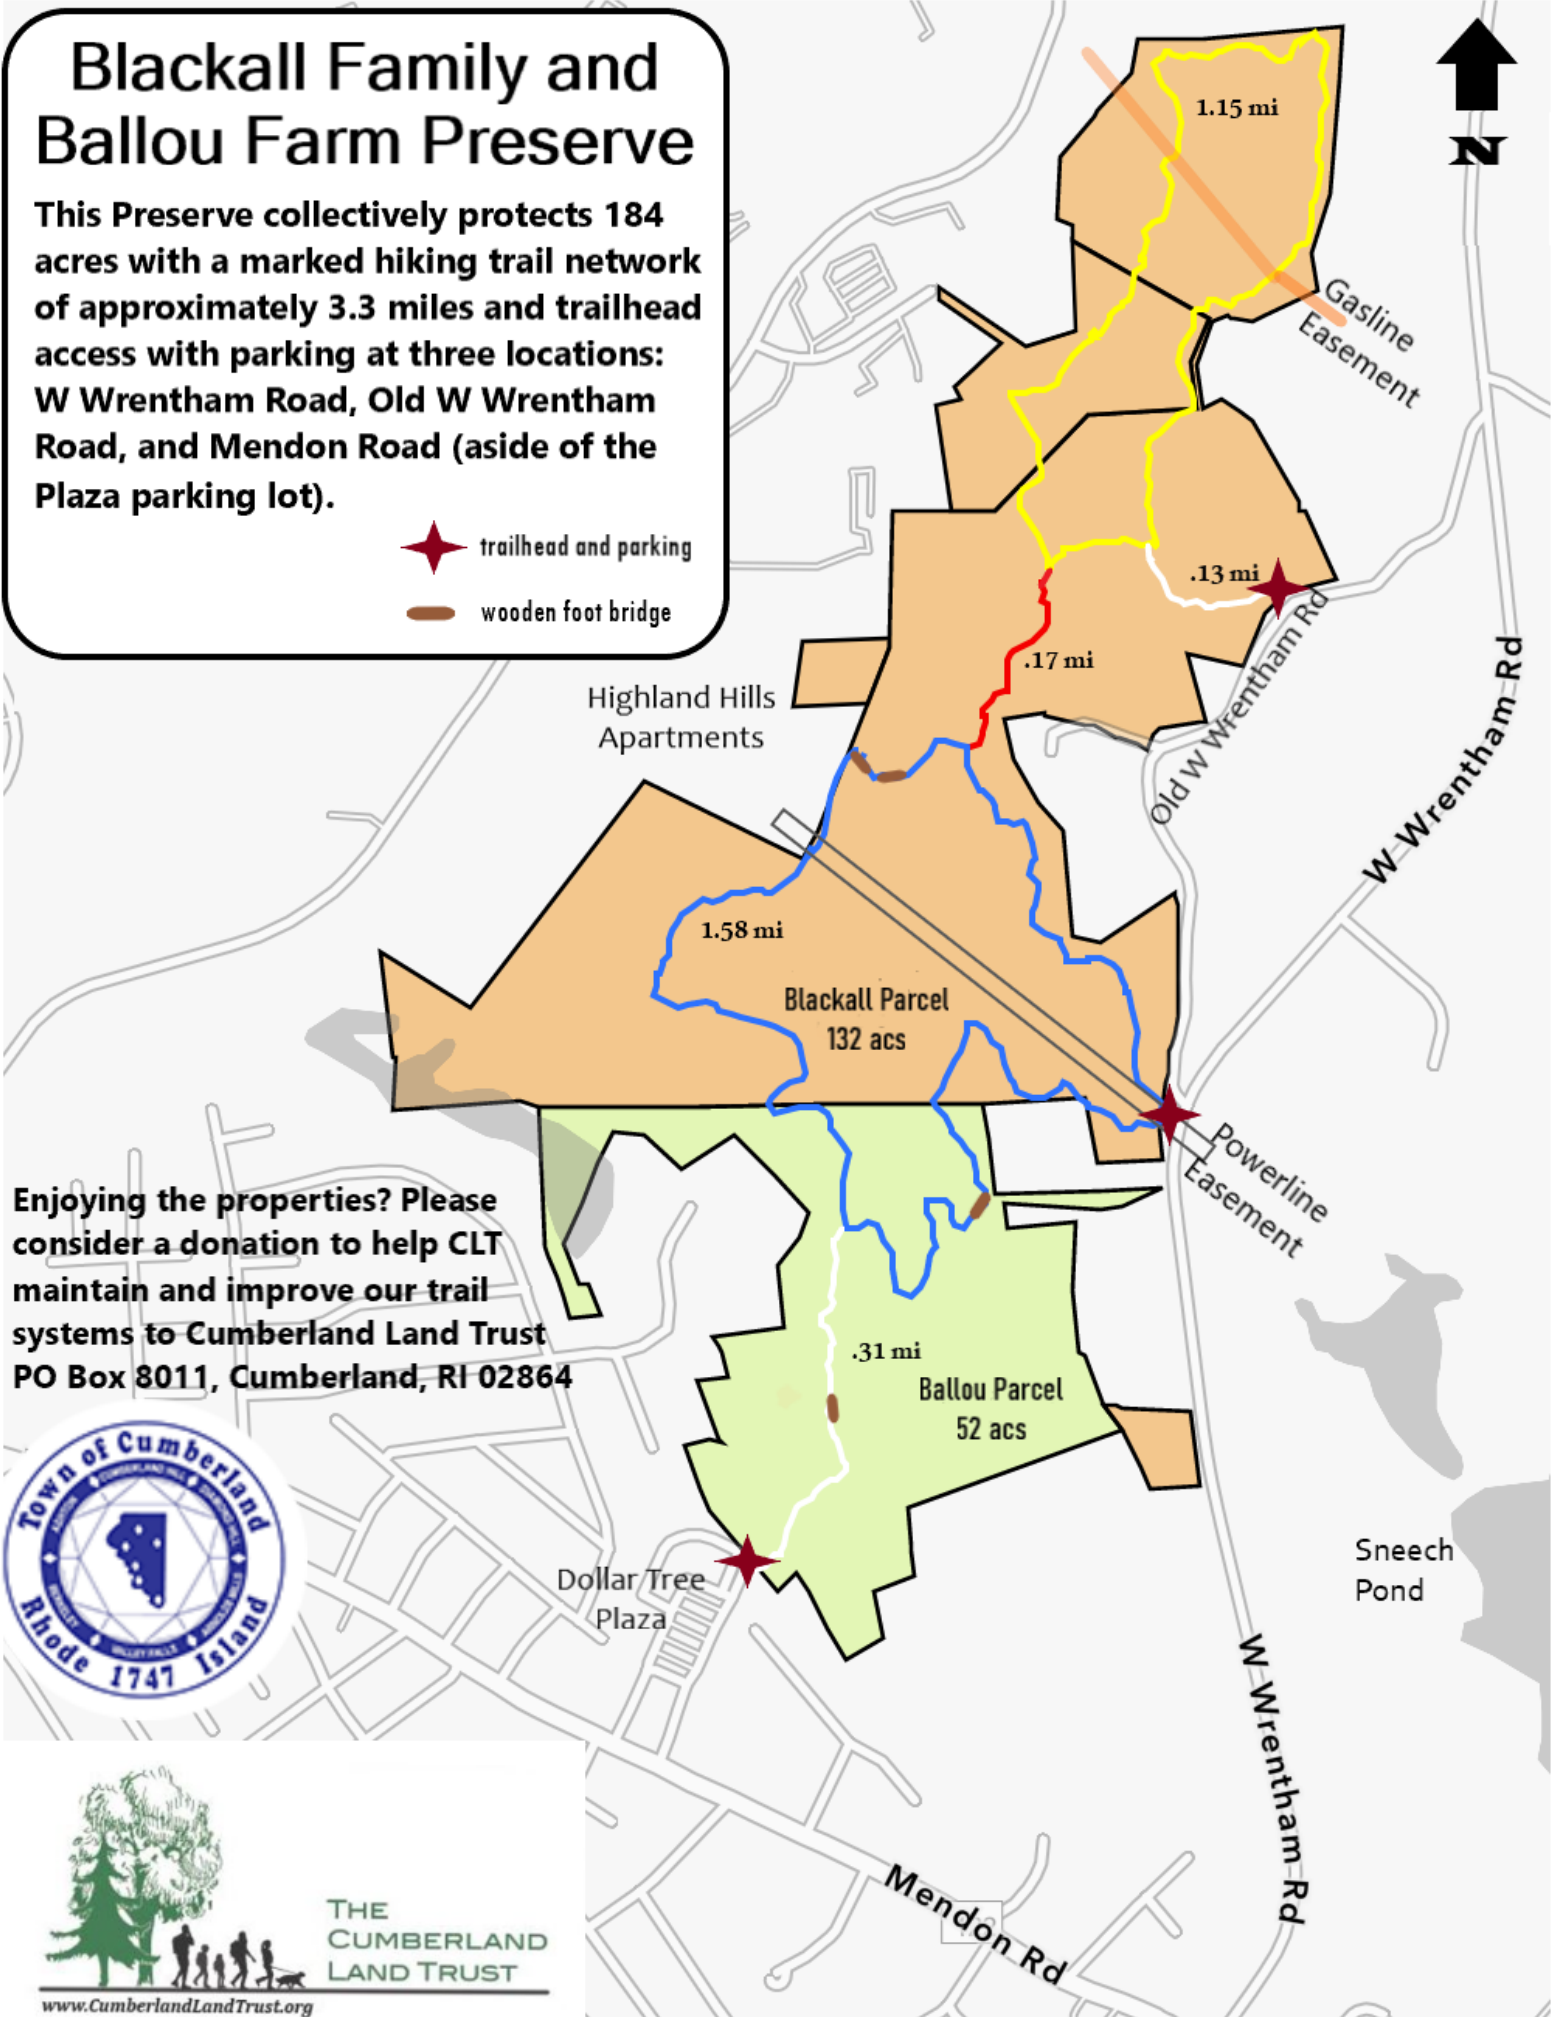 Blackall Family and
Ballou Farm Preserve
This Preserve collectively protects 184
acres with a marked hiking trail network
of approximately 3.3 miles and trailhead
access with parking at three locations:
W Wrentham Road, Old W Wrentham
Road, and Mendon Road (aside of the
Plaza parking lot).
trailhead and parking
wooden foot bridge
N
1.15 mi
Gasline
Easement
.13 mi
Old W Wrentham Rd
W Wrentham Rd
.17 mi
Highland Hills
Apartments
1.58 mi
Blackall Parcel
132 acs
Powerline
Easement
Enjoying the properties? Please
consider a donation to help CLT
maintain and improve our trail
systems to Cumberland Land Trust
PO Box 8011, Cumberland, RI 02864
.31 mi
Ballou Parcel
52 acs
Town of Cumberland
Rhode 1747 Island
Dollar Tree
Plaza
Sneech
Pond
W Wrentham Rd
Mendon Rd
THE
CUMBERLAND
LAND TRUST
www.CumberlandLandTrust.org